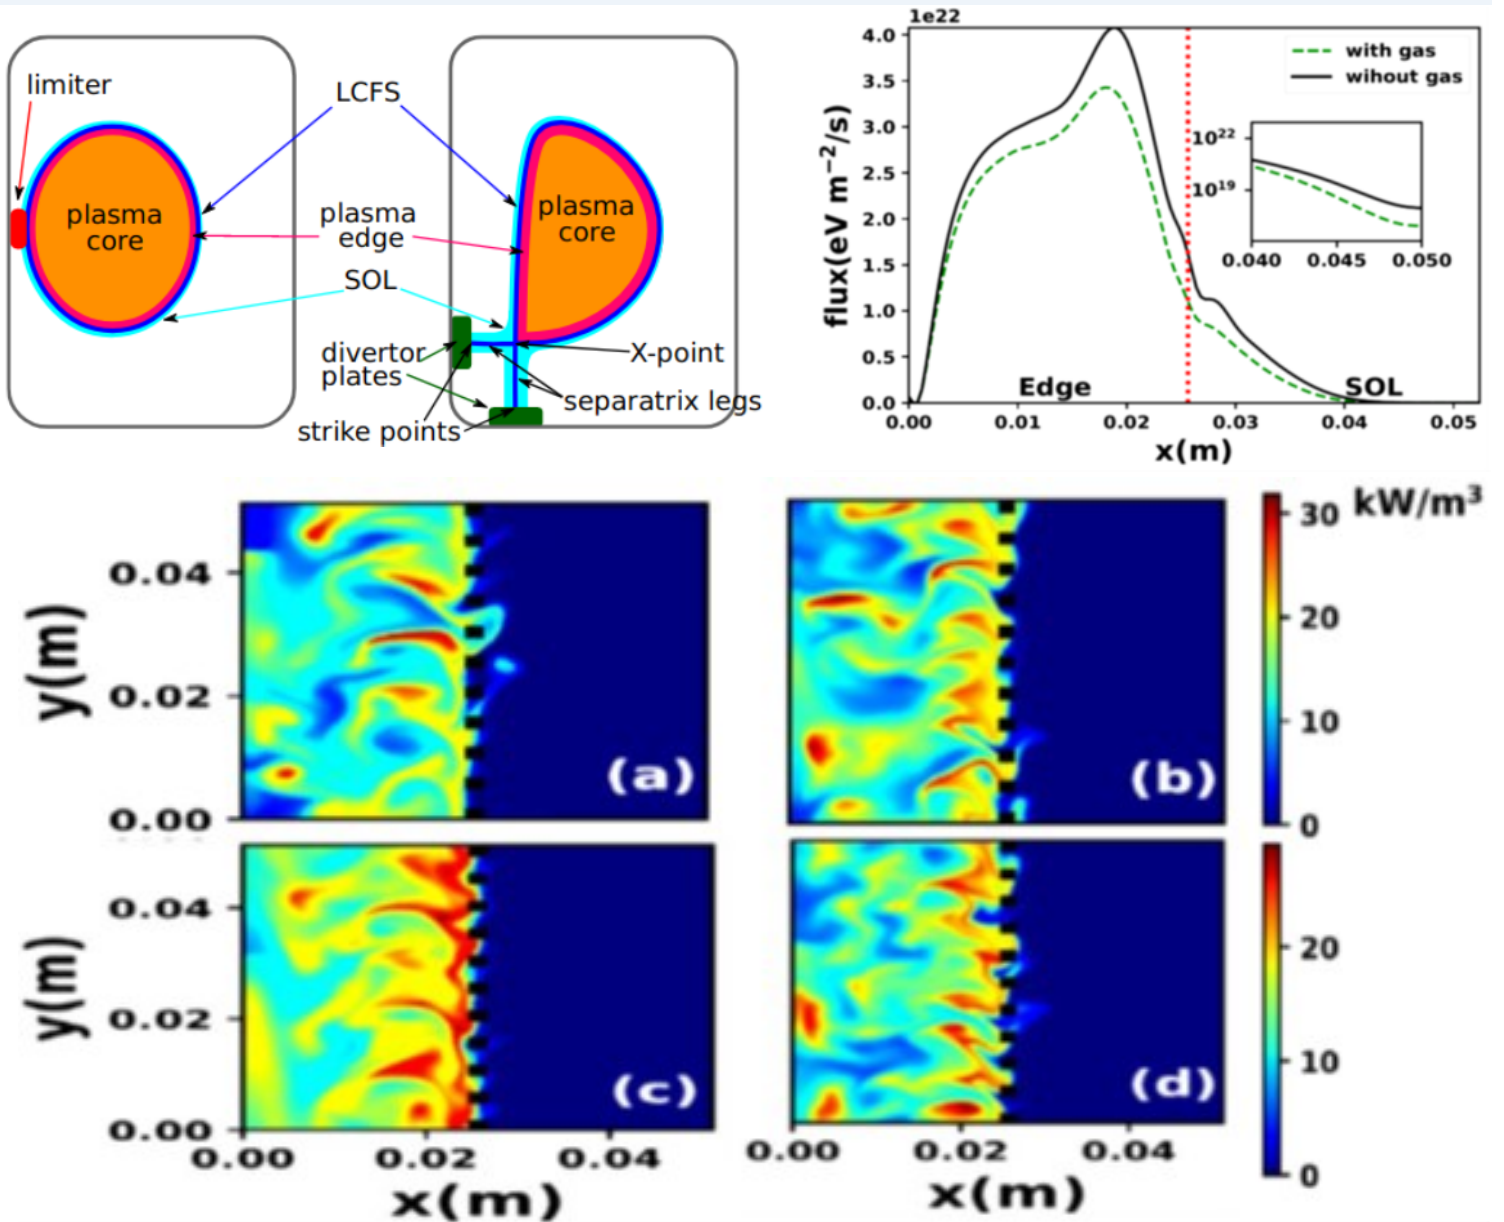 limiter
LCFS
plasma
core
plasma
edge
plasma
core
SOL
divertor
plates
X-point
separatrix legs
strike points
1e22
4.0
3.5
3.0
2.5
2.0
1.5
1.0
0.5
0.0
flux(eV m⁻²/s)
with gas
wihout gas
10²²
10¹⁹
0.040 0.045 0.050
Edge
SOL
0.00 0.01 0.02 0.03 0.04 0.05
x(m)
0.04
0.02
0.00
y(m)
(a)
(b)
30
20
10
0
kW/m³
0.04
0.02
0.00
y(m)
(c)
(d)
20
10
0
0.00 0.02 0.04
x(m)
0.00 0.02 0.04
x(m)